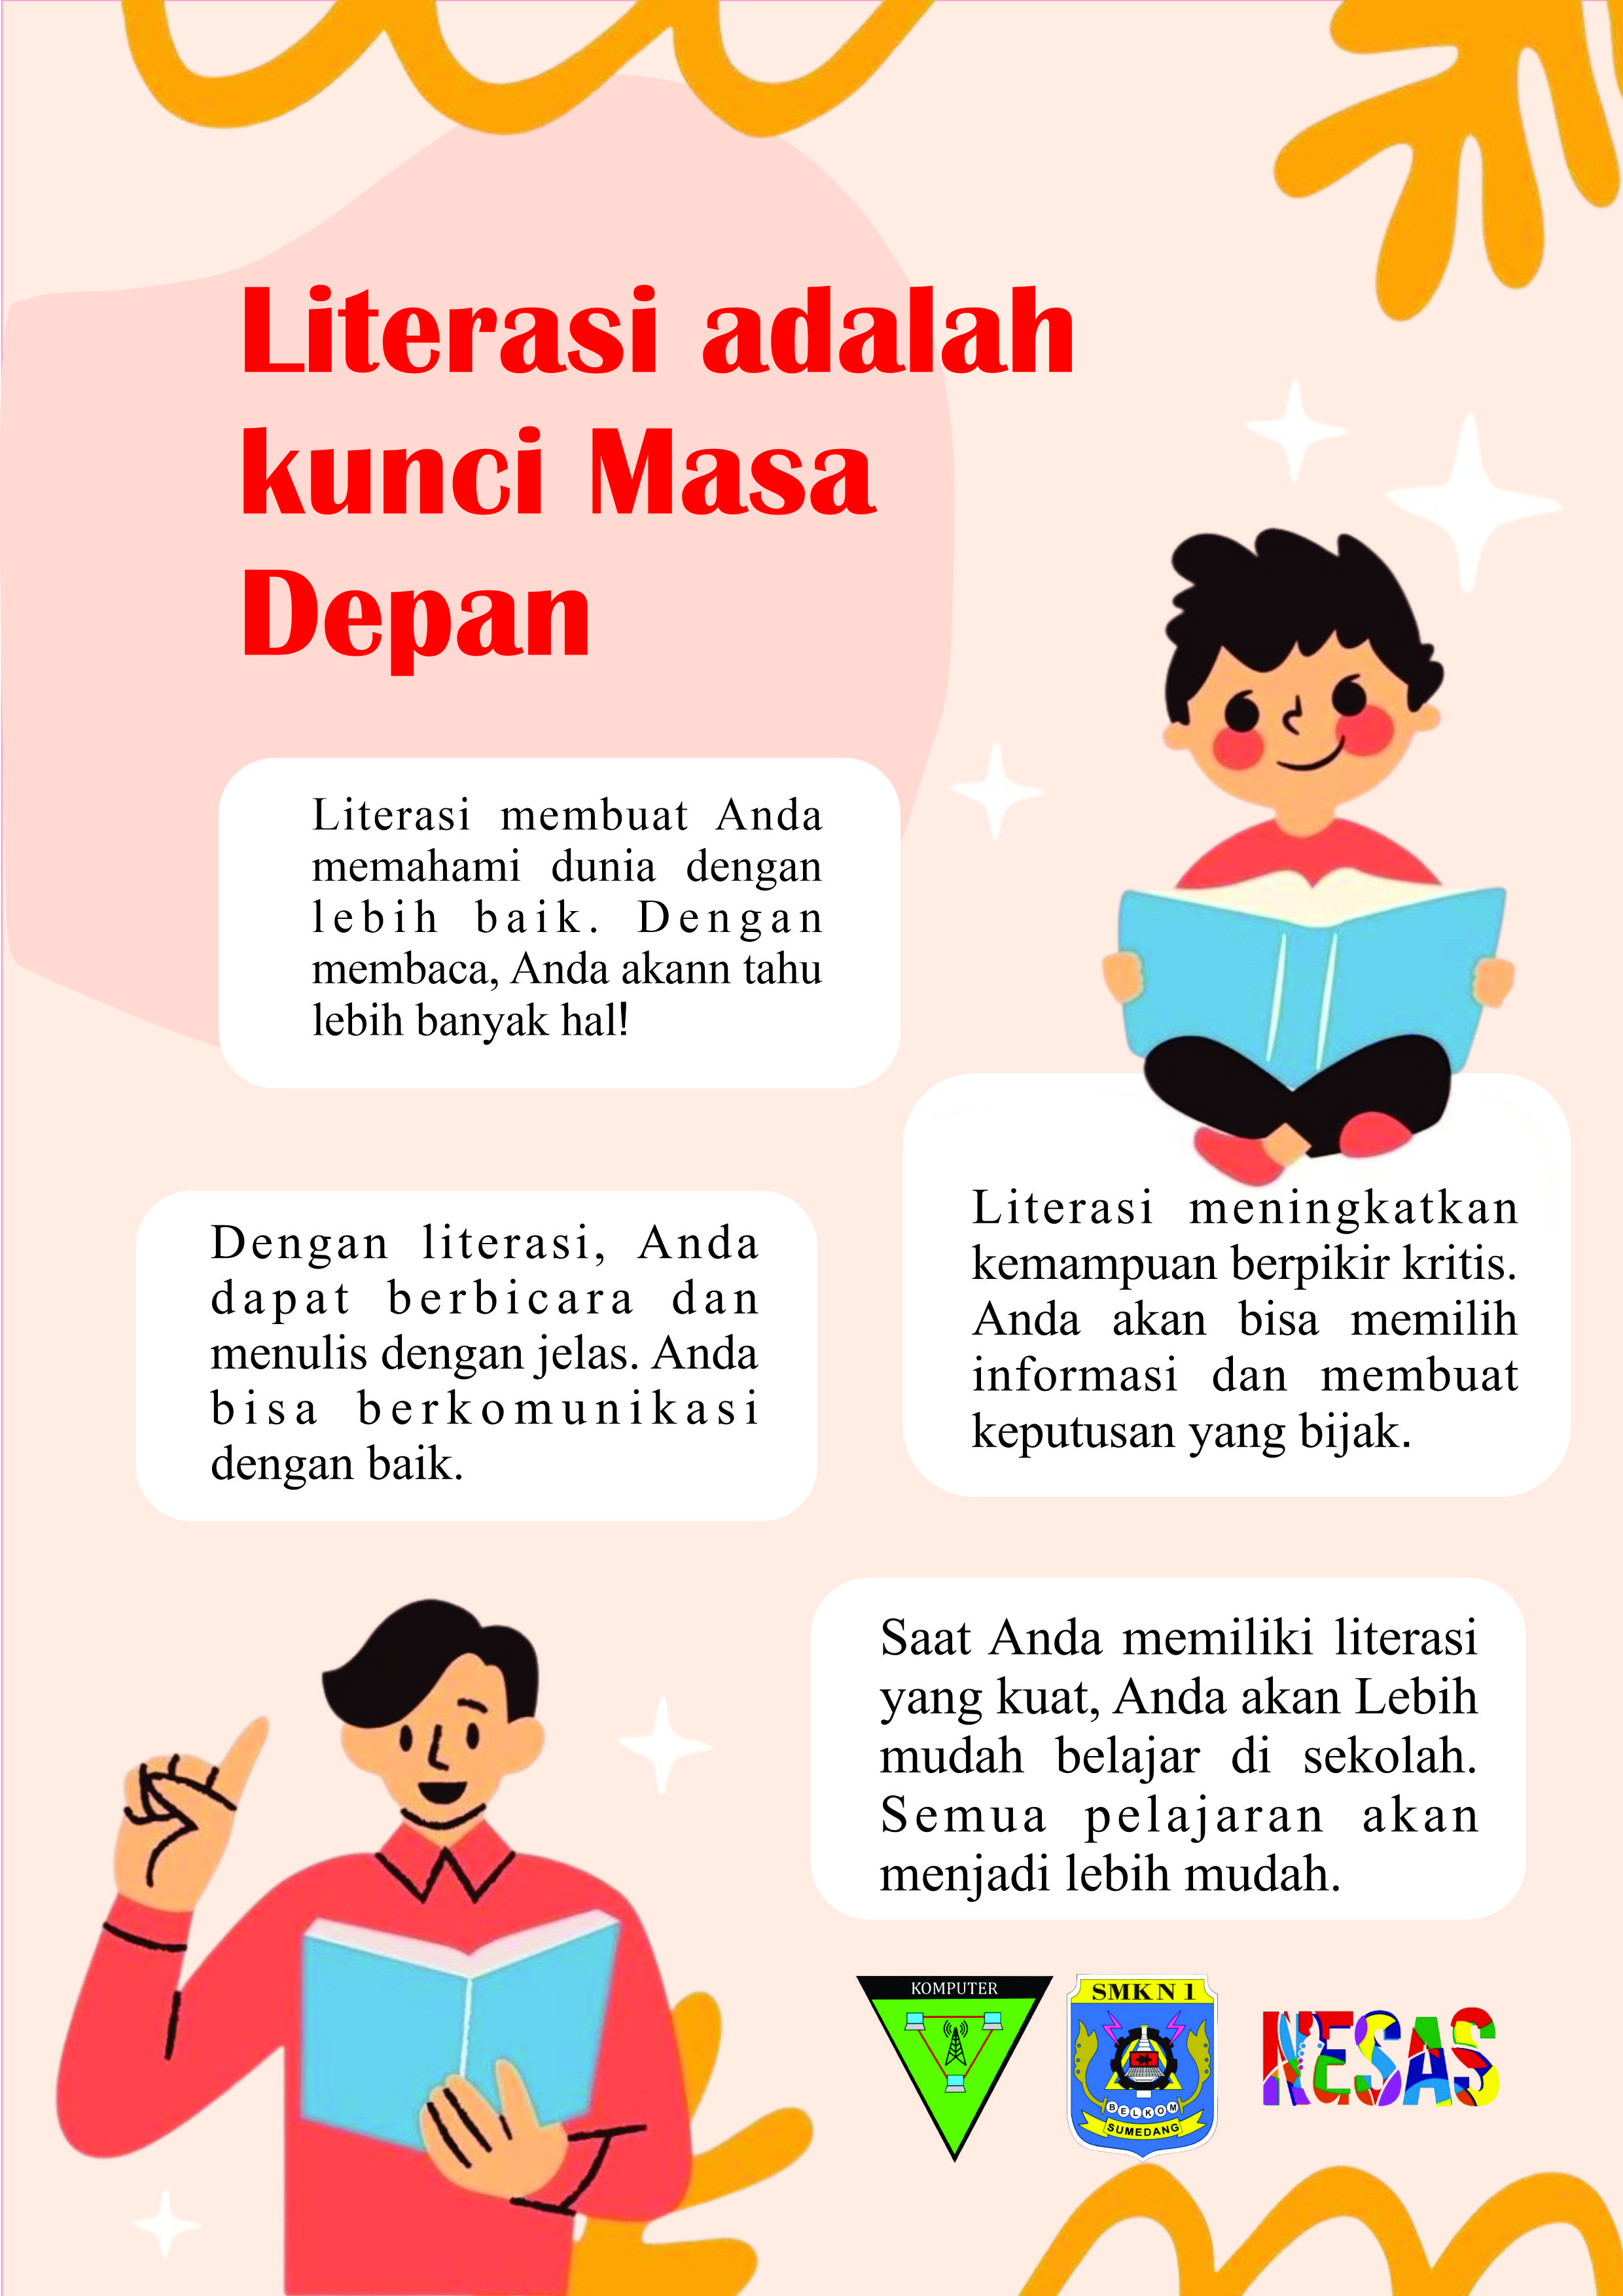 Literasi adalah
kunci Masa
Depan
Literasi membuat Anda
memahami dunia dengan
lebih baik. Dengan
membaca, Anda akann tahu
lebih banyak hal!
Dengan literasi, Anda
dapat berbicara dan
menulis dengan jelas. Anda
bisa berkomunikasi
dengan baik.
Literasi meningkatkan
kemampuan berpikir kritis.
Anda akan bisa memilih
informasi dan membuat
keputusan yang bijak.
Saat Anda memiliki literasi
yang kuat, Anda akan Lebih
mudah belajar di sekolah.
Semua pelajaran akan
menjadi lebih mudah.
KOMPUTER
SMK N 1
BELKOM
SUMEDANG
NESAS